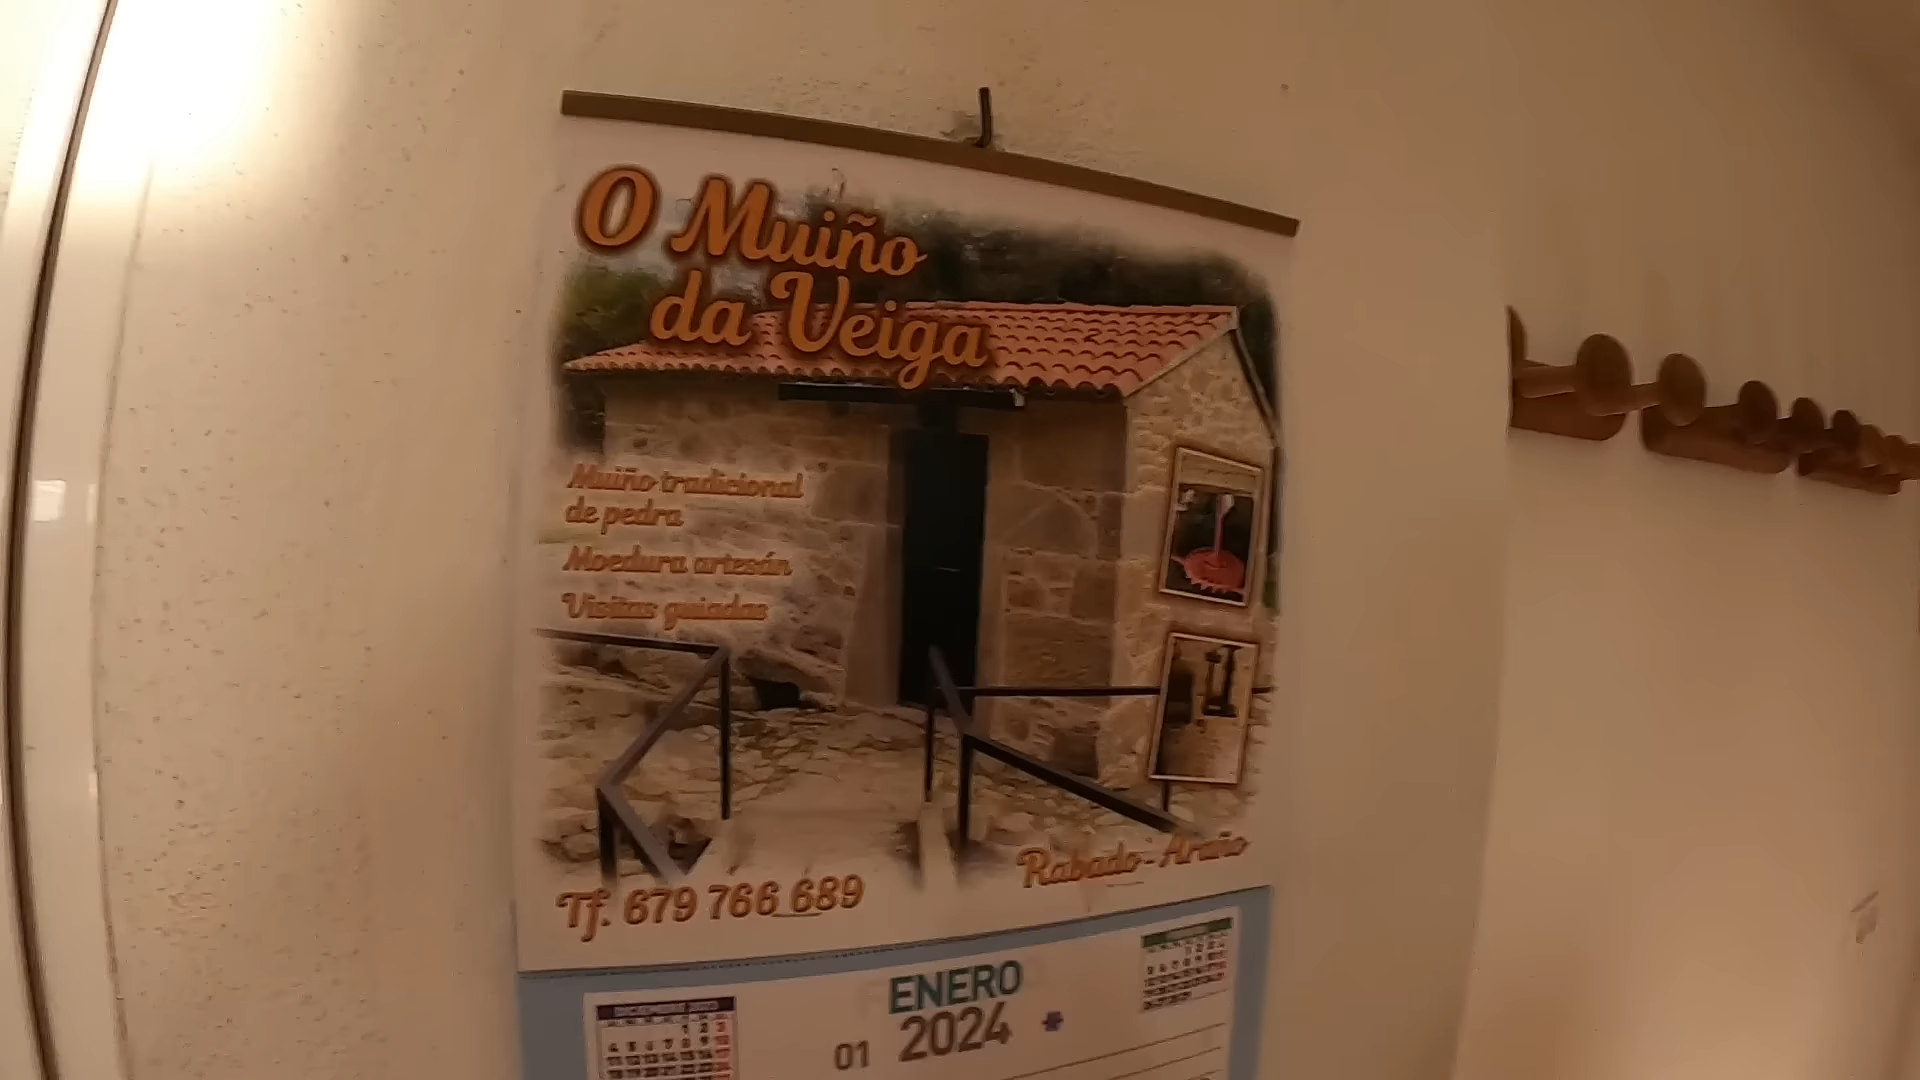 O Muiño
da Veiga
Muiño tradicional
de pedra
Moedura artesán
Visitas guiadas
Rabado - Araño
Tf. 679 766 689
ENERO
01 2024